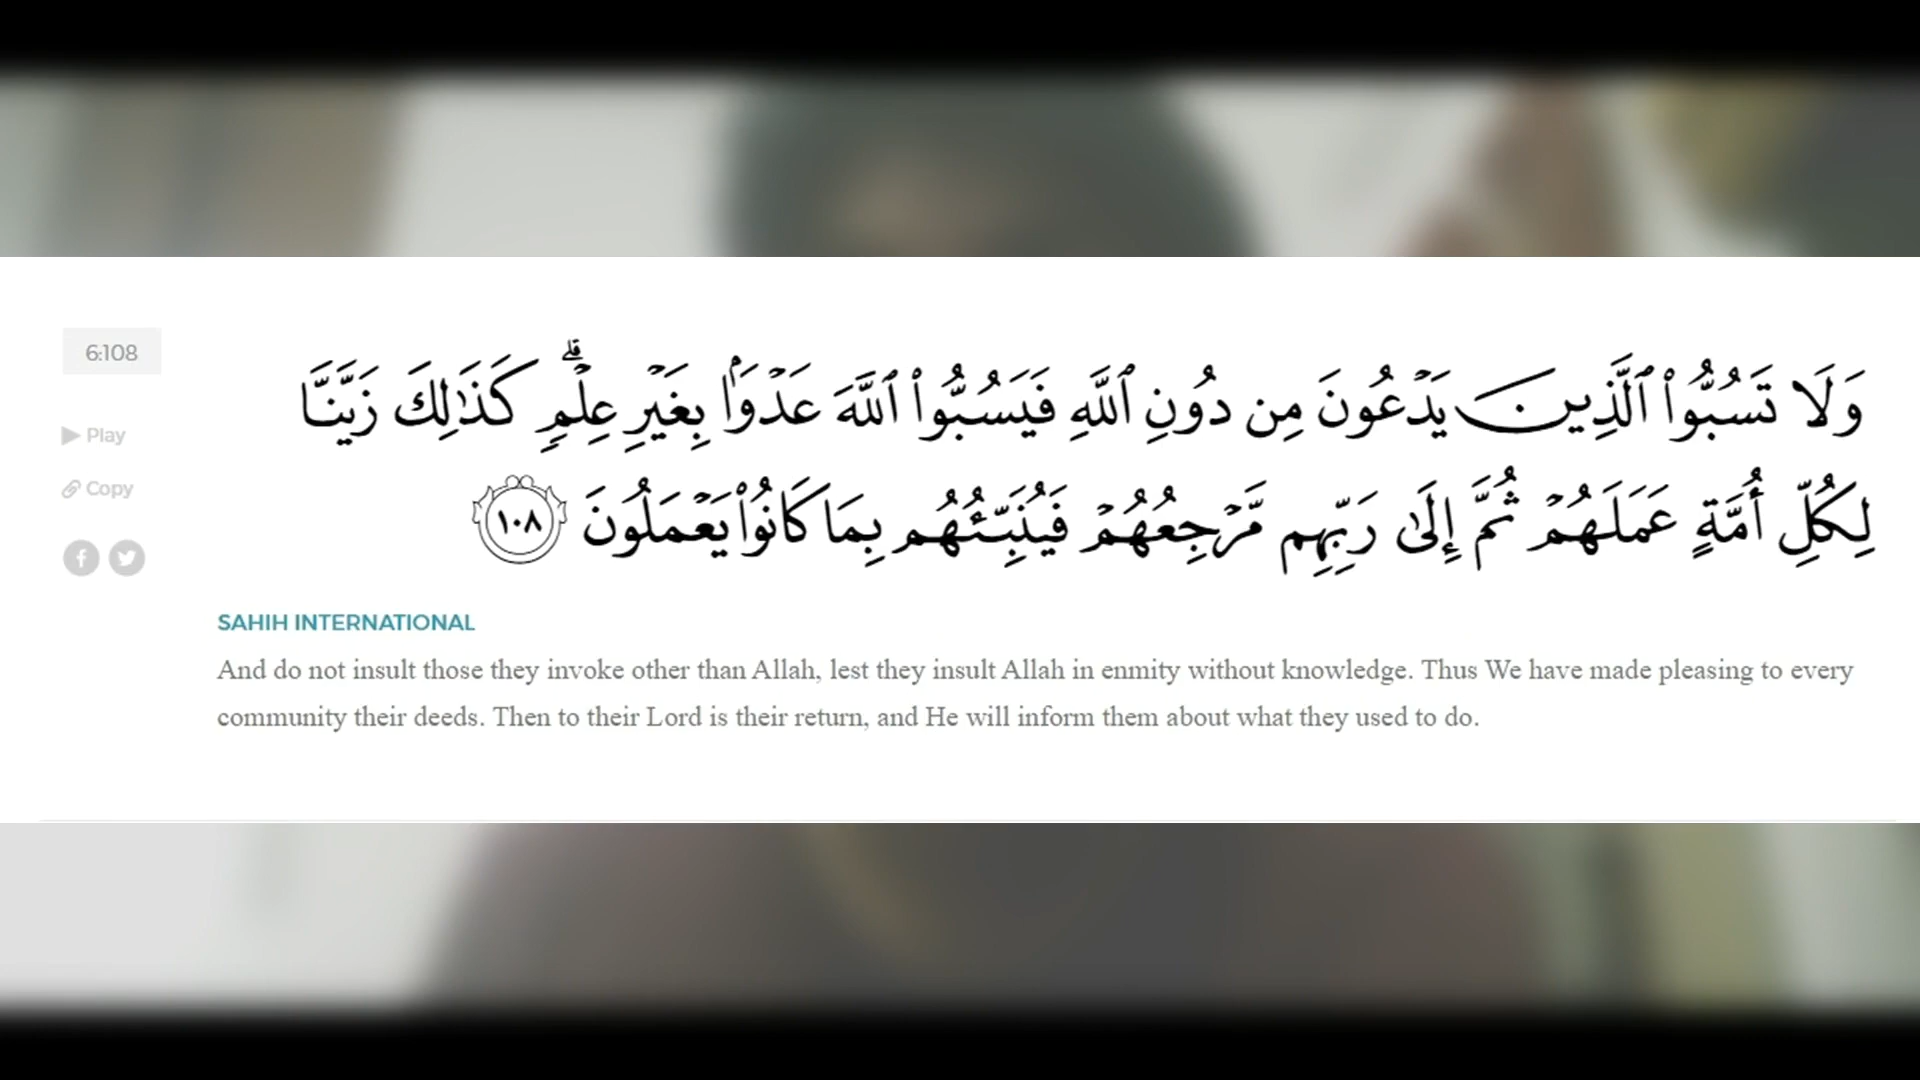 6:108
وَلَا تَسُبُّوا۟ ٱلَّذِينَ يَدْعُونَ مِن دُونِ ٱللَّهِ فَيَسُبُّوا۟ ٱللَّهَ عَدْوًۢا بِغَيْرِ عِلْمٍۢ ۗ كَذَٰلِكَ زَيَّنَّا
لِكُلِّ أُمَّةٍ عَمَلَهُمْ ثُمَّ إِلَىٰ رَبِّهِم مَّرْجِعُهُمْ فَيُنَبِّئُهُم بِمَا كَانُوا۟ يَعْمَلُونَ ١٠٨
Play
Copy
SAHIH INTERNATIONAL
And do not insult those they invoke other than Allah, lest they insult Allah in enmity without knowledge. Thus We have made pleasing to every
community their deeds. Then to their Lord is their return, and He will inform them about what they used to do.